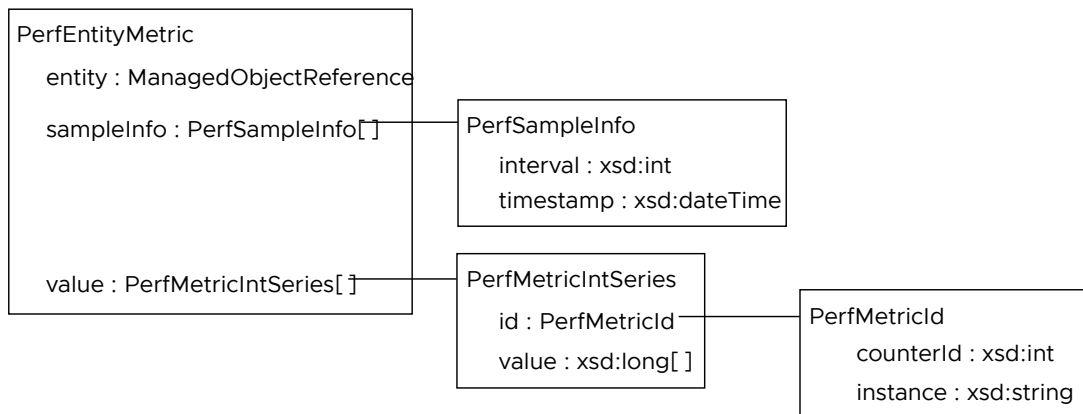 PerfEntityMetric
entity : ManagedObjectReference
sampleInfo : PerfSampleInfo[ ]
PerfSampleInfo
interval : xsd:int
timestamp : xsd:dateTime
value : PerfMetricIntSeries[ ]
PerfMetricIntSeries
id : PerfMetricId
value : xsd:long[ ]
PerfMetricId
counterId : xsd:int
instance : xsd:string